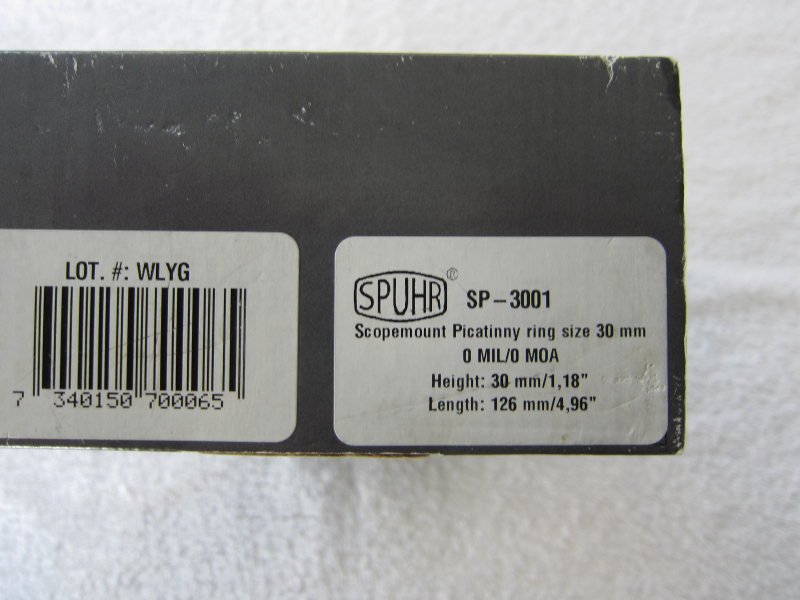 LOT. #: WLYG
7 340150 700065
SPUHR® SP-3001
Scopemount Picatinny ring size 30 mm
0 MIL/0 MOA
Height: 30 mm/1,18"
Length: 126 mm/4,96"